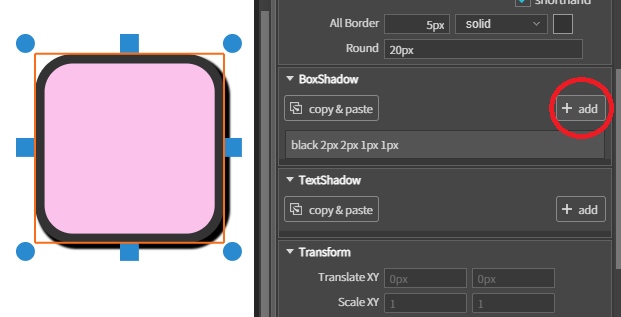 shorthand
All Border 5px solid
Round 20px
BoxShadow
copy & paste + add
black 2px 2px 1px 1px
TextShadow
copy & paste + add
Transform
Translate XY 0px 0px
Scale XY 1 1